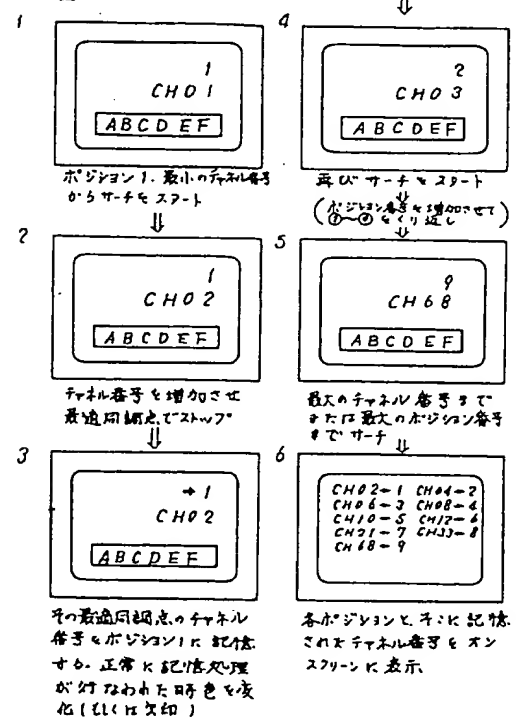 1
1
CH01
ABCDEF
ポジション1、最小のチャネル番号
からサーチをスタート
⇓
2
1
CH02
ABCDEF
チャネル番号を増加させ
最適同調点でストップ
⇓
3
→1
CH02
ABCDEF
その最適同調点のチャネル
番号をポジション1に記憶
する。正常に記憶処理
が行なわれた時色を変
化(もしくは矢印)
⇓
4
2
CH03
ABCDEF
再びサーチをスタート
⇓
(ポジション番号を増加させて
①〜④をくり返し)
5
9
CH68
ABCDEF
最大のチャネル番号まで
または最大のポジション番号
までサーチ
⇓
6
CH02←1 CH04←2
CH06←3 CH08←4
CH10←5 CH12←6
CH21←7 CH33←8
CH68←9
各ポジションと、そこに記憶
されたチャネル番号をオン
スクリーンに表示